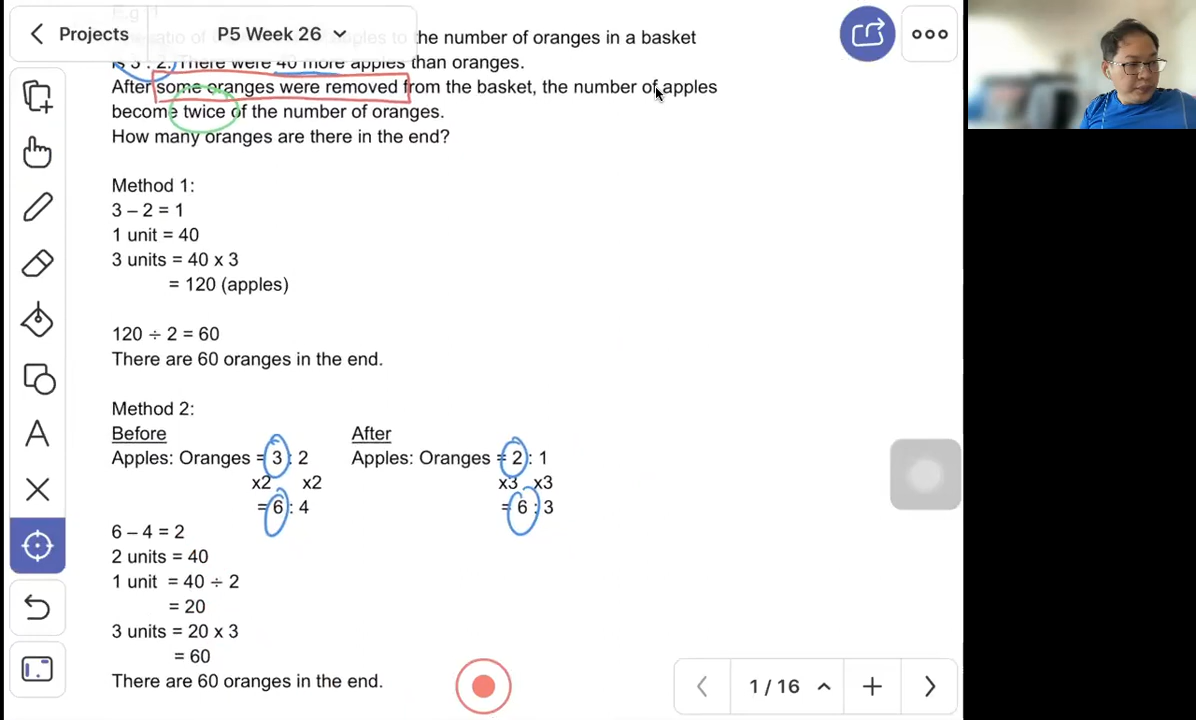 Projects
P5 Week 26
the number of oranges in a basket
is 3 : 2. There were 40 more apples than oranges.
After some oranges were removed from the basket, the number of apples
become twice of the number of oranges.
How many oranges are there in the end?
Method 1:
3 – 2 = 1
1 unit = 40
3 units = 40 x 3
= 120 (apples)
120 ÷ 2 = 60
There are 60 oranges in the end.
Method 2:
Before
After
Apples: Oranges = 3 : 2
Apples: Oranges = 2 : 1
x2 x2
x3 x3
= 6 : 4
= 6 : 3
6 – 4 = 2
2 units = 40
1 unit = 40 ÷ 2
= 20
3 units = 20 x 3
= 60
There are 60 oranges in the end.
1 / 16